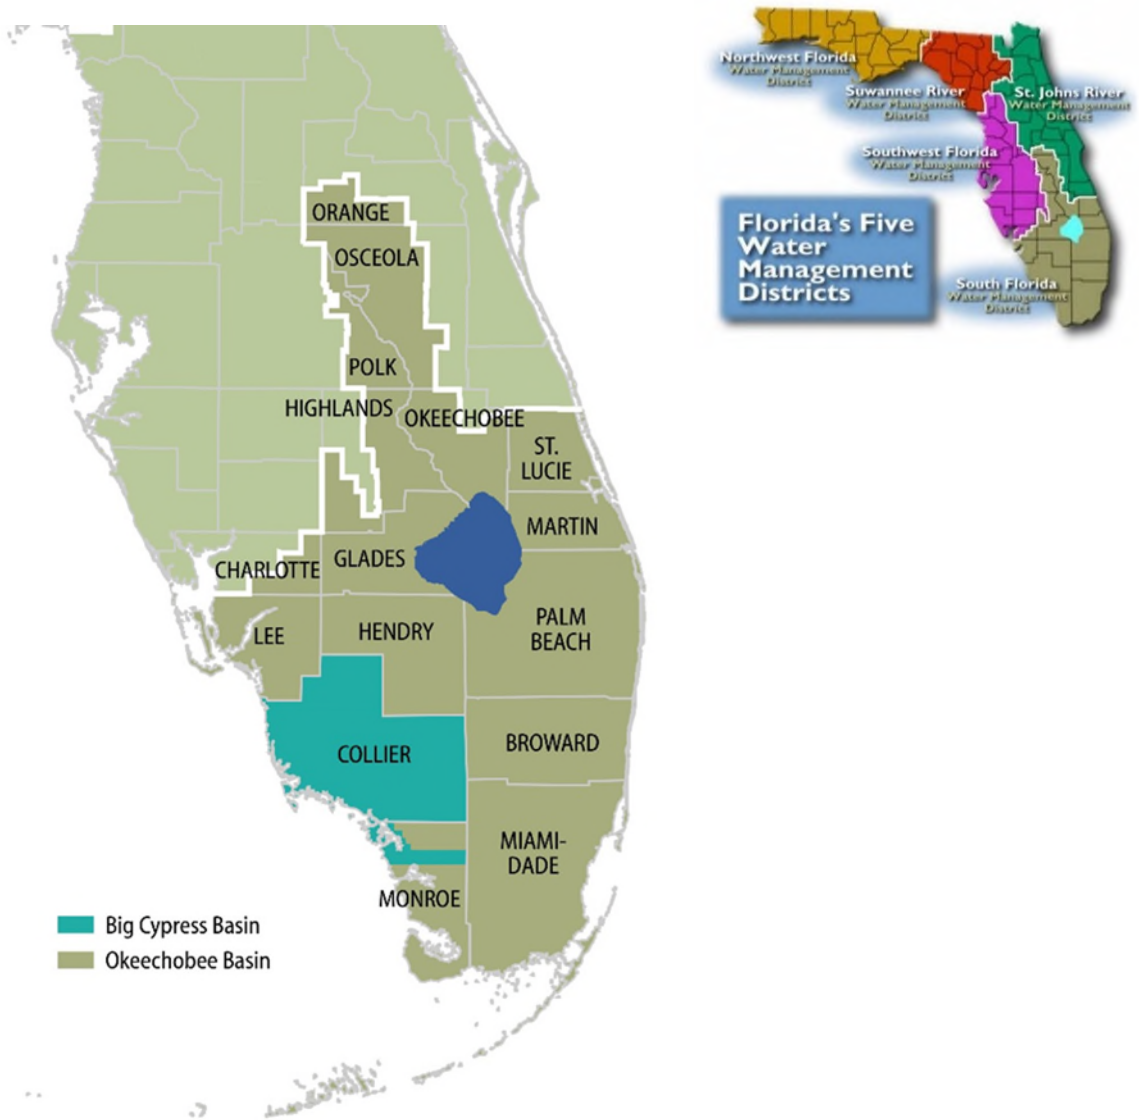 Northwest Florida
Water Management
District
Suwannee River
Water Management
District
St. Johns River
Water Management
District
Southwest Florida
Water Management
District
Florida's Five
Water
Management
Districts
South Florida
Water Management
District
ORANGE
OSCEOLA
POLK
HIGHLANDS
OKEECHOBEE
ST.
LUCIE
MARTIN
GLADES
CHARLOTTE
PALM
BEACH
LEE
HENDRY
COLLIER
BROWARD
MIAMI-
DADE
MONROE
Big Cypress Basin
Okeechobee Basin